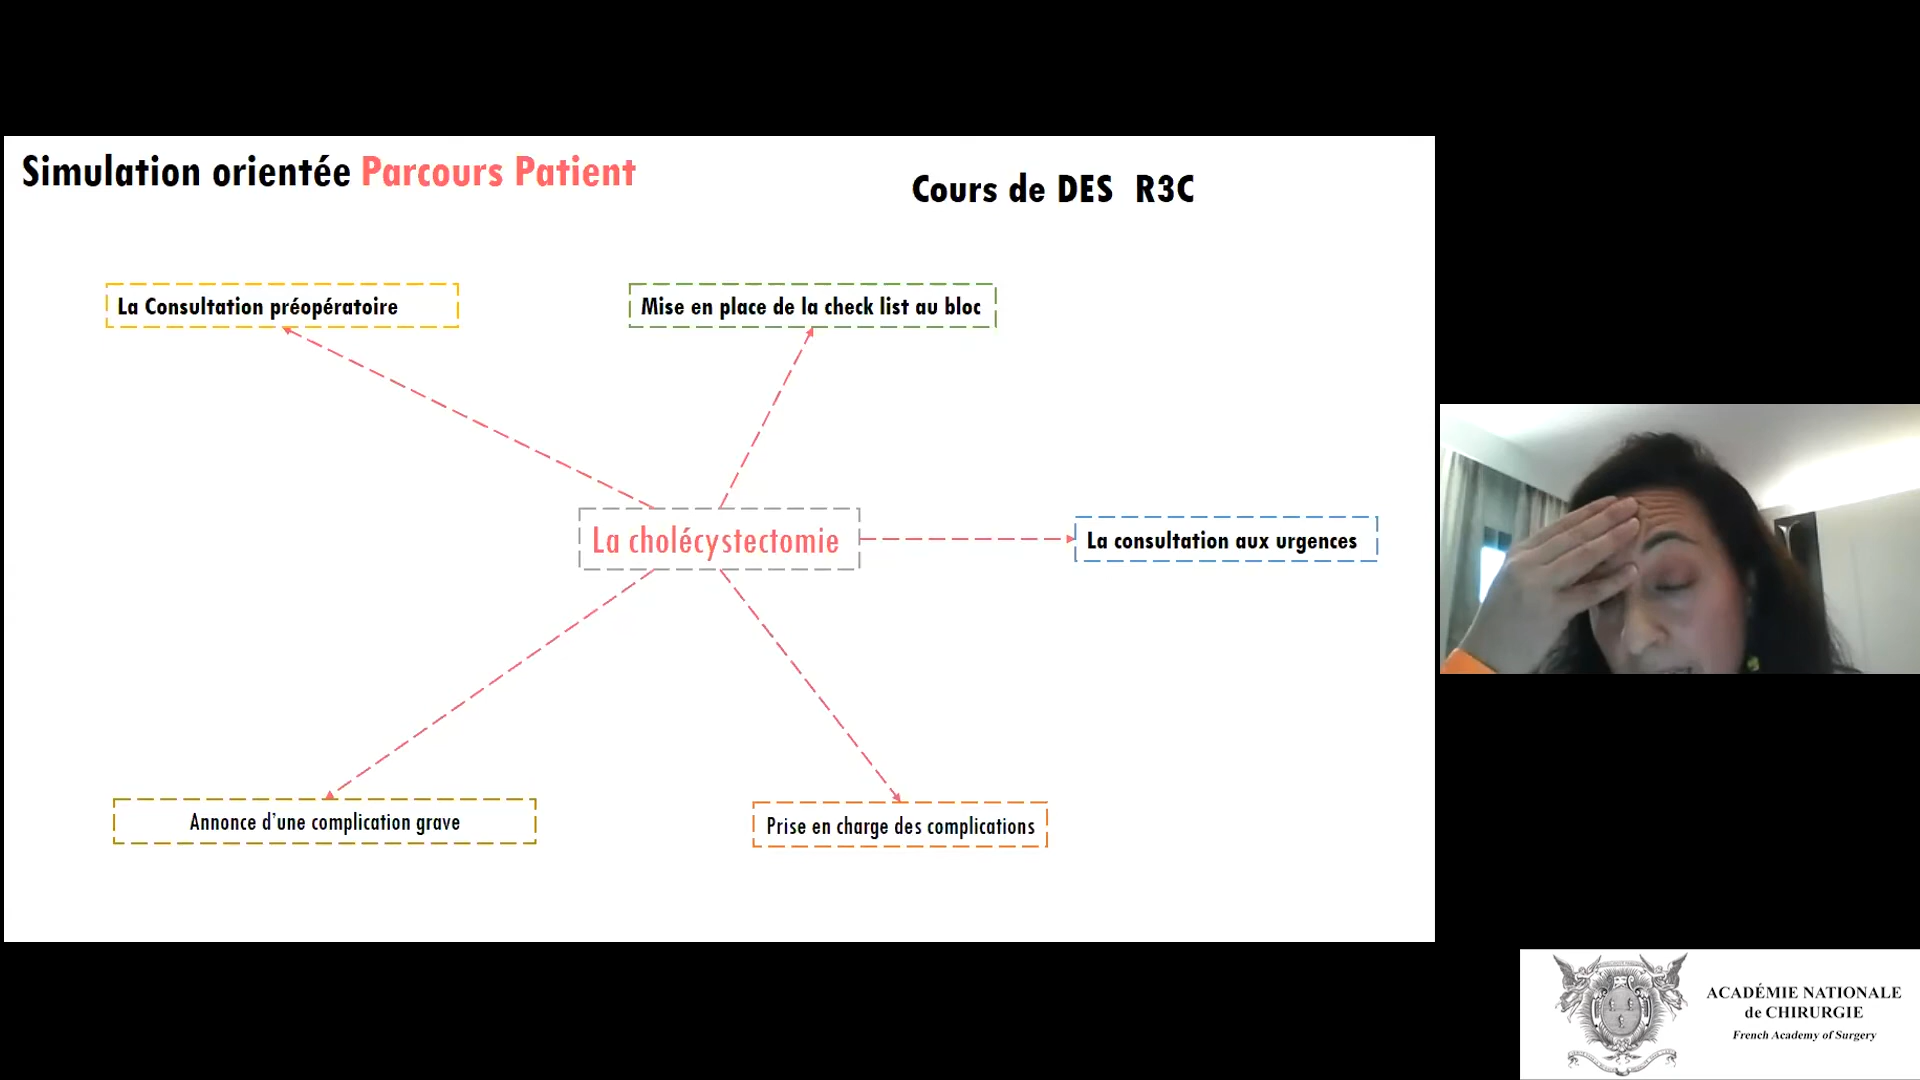 Simulation orientée Parcours Patient
Cours de DES R3C
La Consultation préopératoire
Mise en place de la check list au bloc
La cholécystectomie
La consultation aux urgences
Annonce d'une complication grave
Prise en charge des complications
ACADÉMIE NATIONALE
de CHIRURGIE
French Academy of Surgery